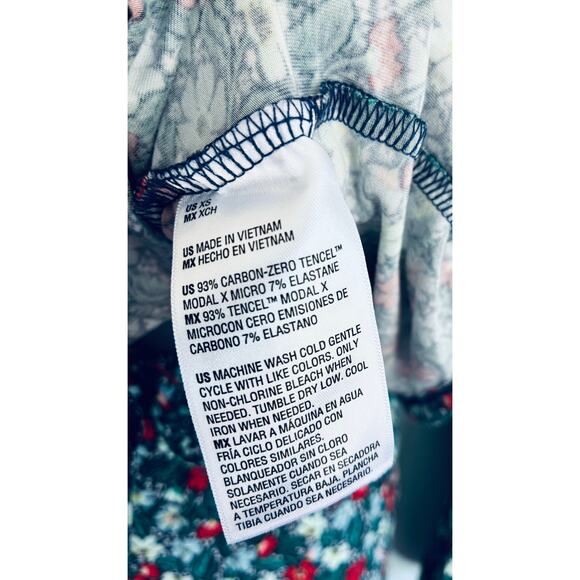 US XS
MX XCH
US MADE IN VIETNAM
MX HECHO EN VIETNAM
US 93% CARBON-ZERO TENCEL™
MODAL X MICRO 7% ELASTANE
MX 93% TENCEL™ MODAL X
MICROCON CERO EMISIONES DE
CARBONO 7% ELASTANO
US MACHINE WASH COLD GENTLE
CYCLE WITH LIKE COLORS. ONLY
NON-CHLORINE BLEACH WHEN
NEEDED. TUMBLE DRY LOW. COOL
IRON WHEN NEEDED.
MX LAVAR A MÁQUINA EN AGUA
FRÍA CICLO DELICADO CON
COLORES SIMILARES.
BLANQUEADOR SIN CLORO
SOLAMENTE CUANDO SEA
NECESARIO. SECAR EN SECADORA
A TEMPERATURA BAJA. PLANCHA
TIBIA CUANDO SEA NECESARIO.